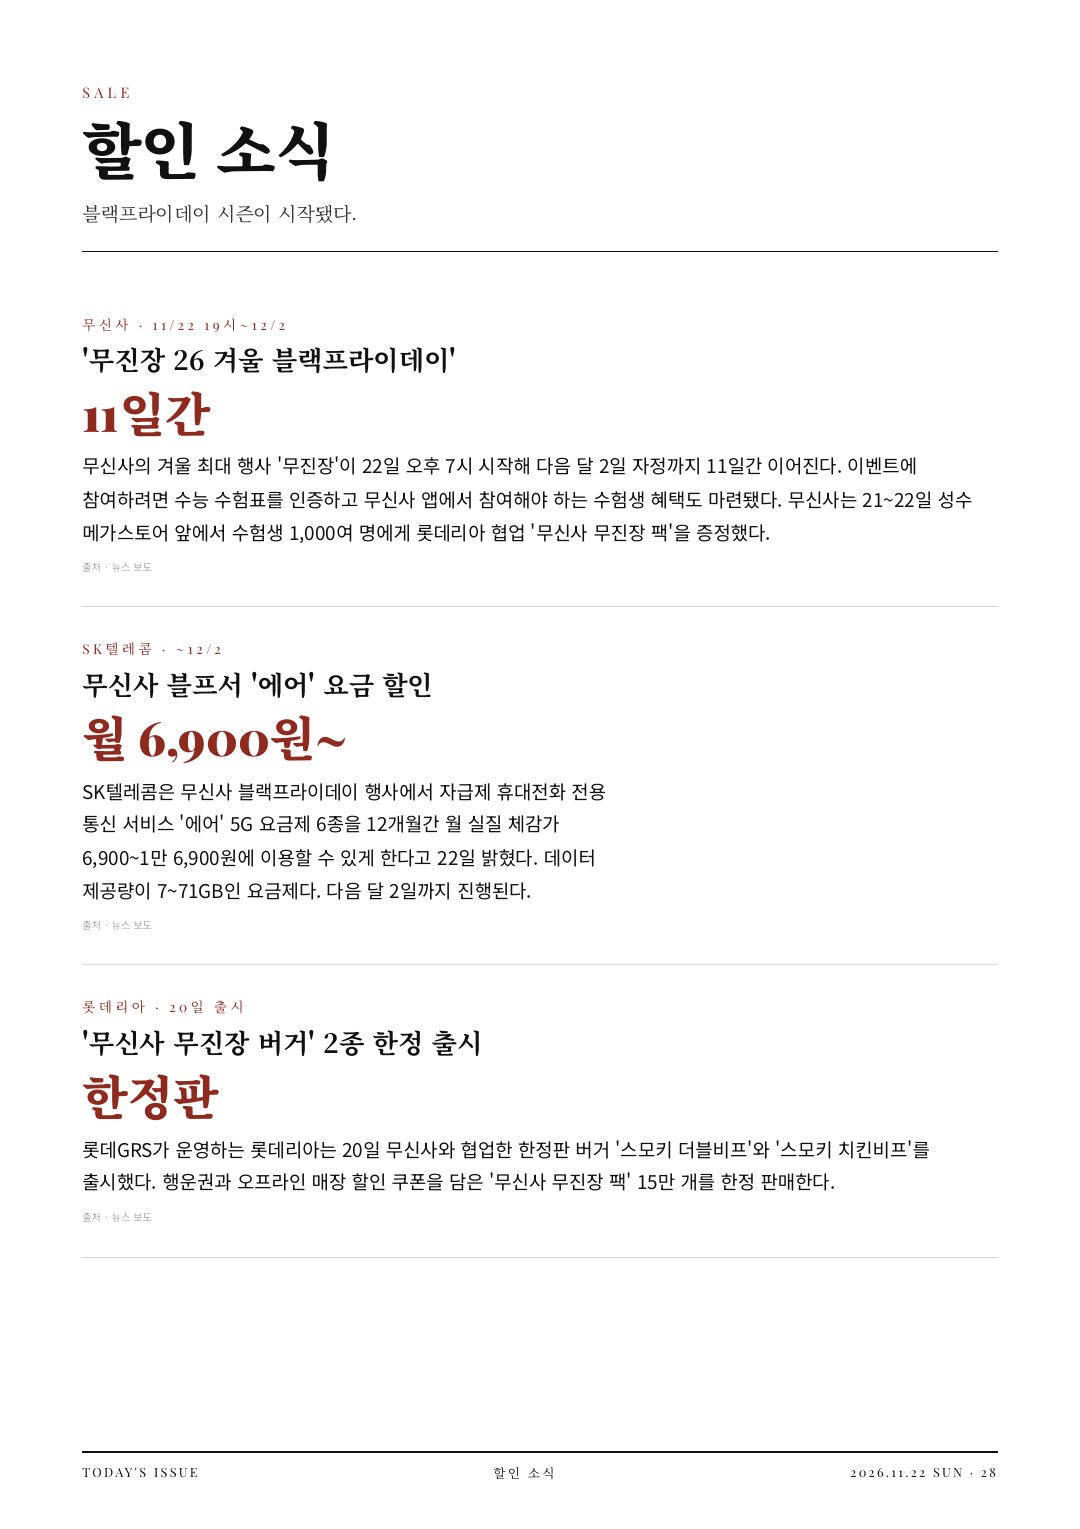 SALE
할인 소식
블랙프라이데이 시즌이 시작됐다.
무신사 · 11/22 19시~12/2
'무진장 26 겨울 블랙프라이데이'
11일간
무신사의 겨울 최대 행사 '무진장'이 22일 오후 7시 시작해 다음 달 2일 자정까지 11일간 이어진다. 이벤트에
참여하려면 수능 수험표를 인증하고 무신사 앱에서 참여해야 하는 수험생 혜택도 마련됐다. 무신사는 21~22일 성수
메가스토어 앞에서 수험생 1,000여 명에게 롯데리아 협업 '무신사 무진장 팩'을 증정했다.
출처 · 뉴스 보도
SK텔레콤 · ~12/2
무신사 블프서 '에어' 요금 할인
월 6,900원~
SK텔레콤은 무신사 블랙프라이데이 행사에서 자급제 휴대전화 전용
통신 서비스 '에어' 5G 요금제 6종을 12개월간 월 실질 체감가
6,900~1만 6,900원에 이용할 수 있게 한다고 22일 밝혔다. 데이터
제공량이 7~71GB인 요금제다. 다음 달 2일까지 진행된다.
출처 · 뉴스 보도
롯데리아 · 20일 출시
'무신사 무진장 버거' 2종 한정 출시
한정판
롯데GRS가 운영하는 롯데리아는 20일 무신사와 협업한 한정판 버거 '스모키 더블비프'와 '스모키 치킨비프'를
출시했다. 행운권과 오프라인 매장 할인 쿠폰을 담은 '무신사 무진장 팩' 15만 개를 한정 판매한다.
출처 · 뉴스 보도
TODAY'S ISSUE
할인 소식
2026.11.22 SUN · 28